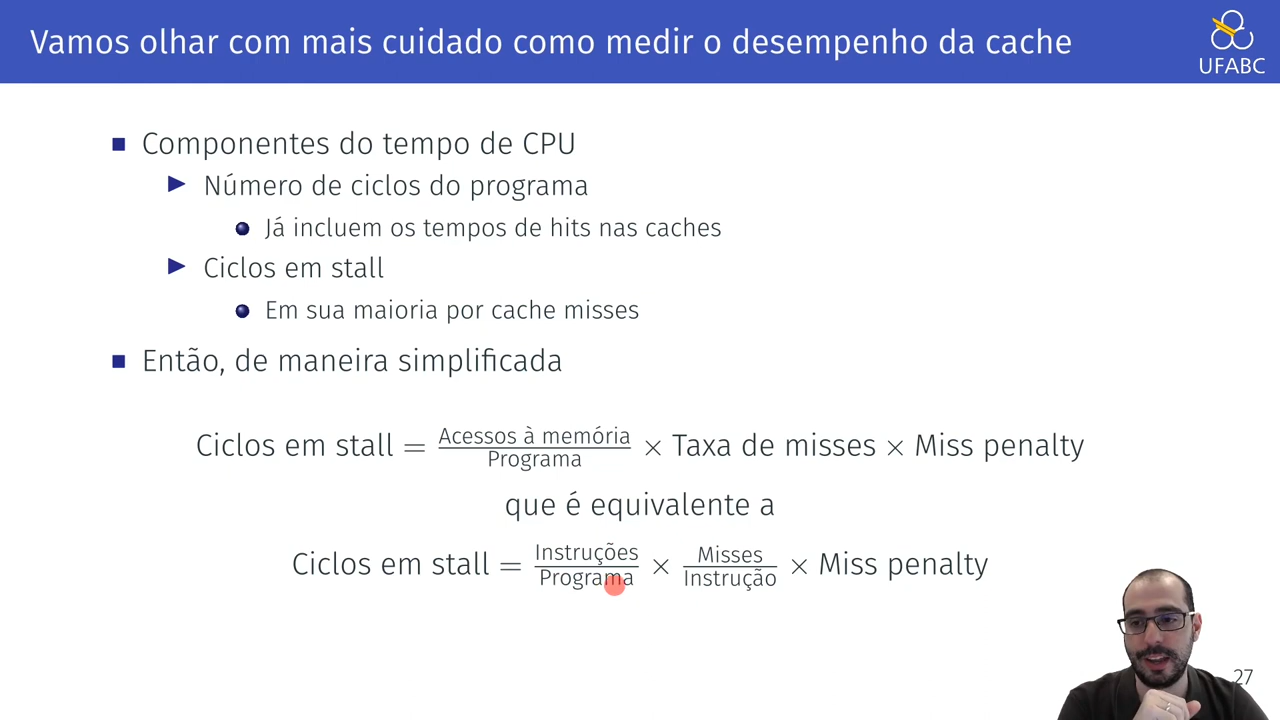 Vamos olhar com mais cuidado como medir o desempenho da cache
UFABC
Componentes do tempo de CPU
Número de ciclos do programa
Já incluem os tempos de hits nas caches
Ciclos em stall
Em sua maioria por cache misses
Então, de maneira simplificada
Ciclos em stall = Acessos à memória / Programa × Taxa de misses × Miss penalty
que é equivalente a
Ciclos em stall = Instruções / Programa × Misses / Instrução × Miss penalty
27